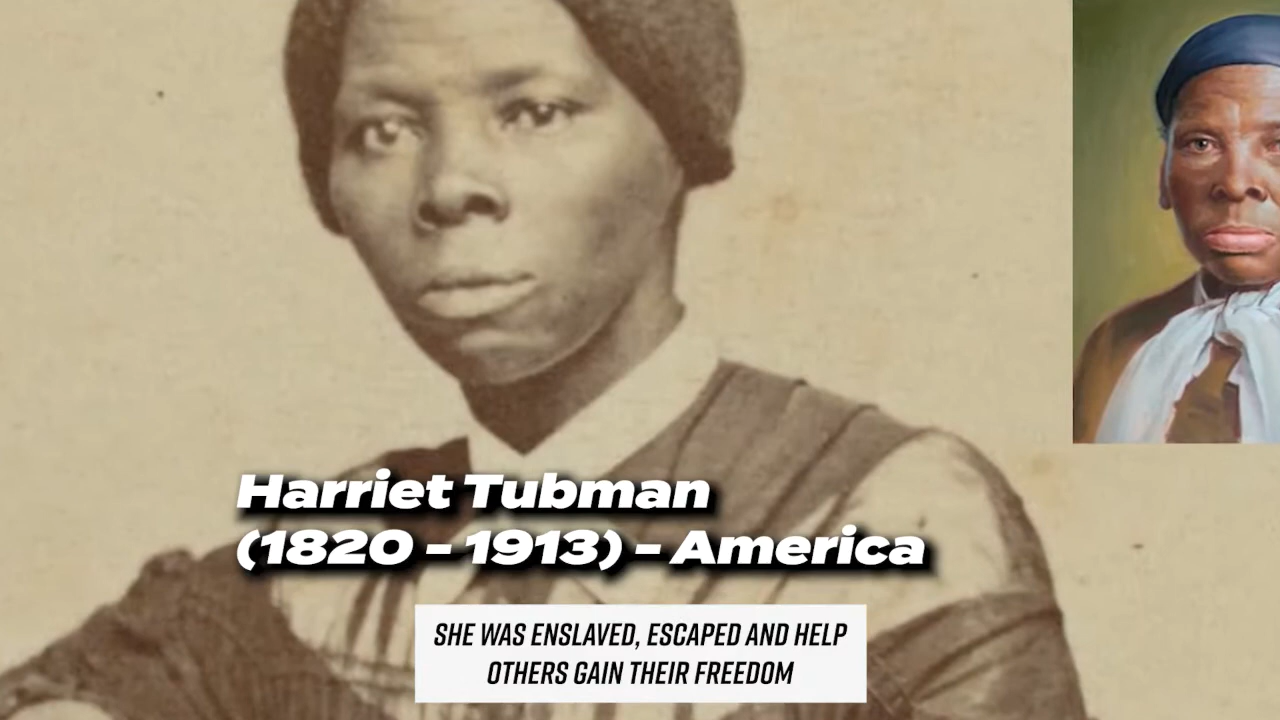 Harriet Tubman
(1820 – 1913) – America
SHE WAS ENSLAVED, ESCAPED AND HELP
OTHERS GAIN THEIR FREEDOM